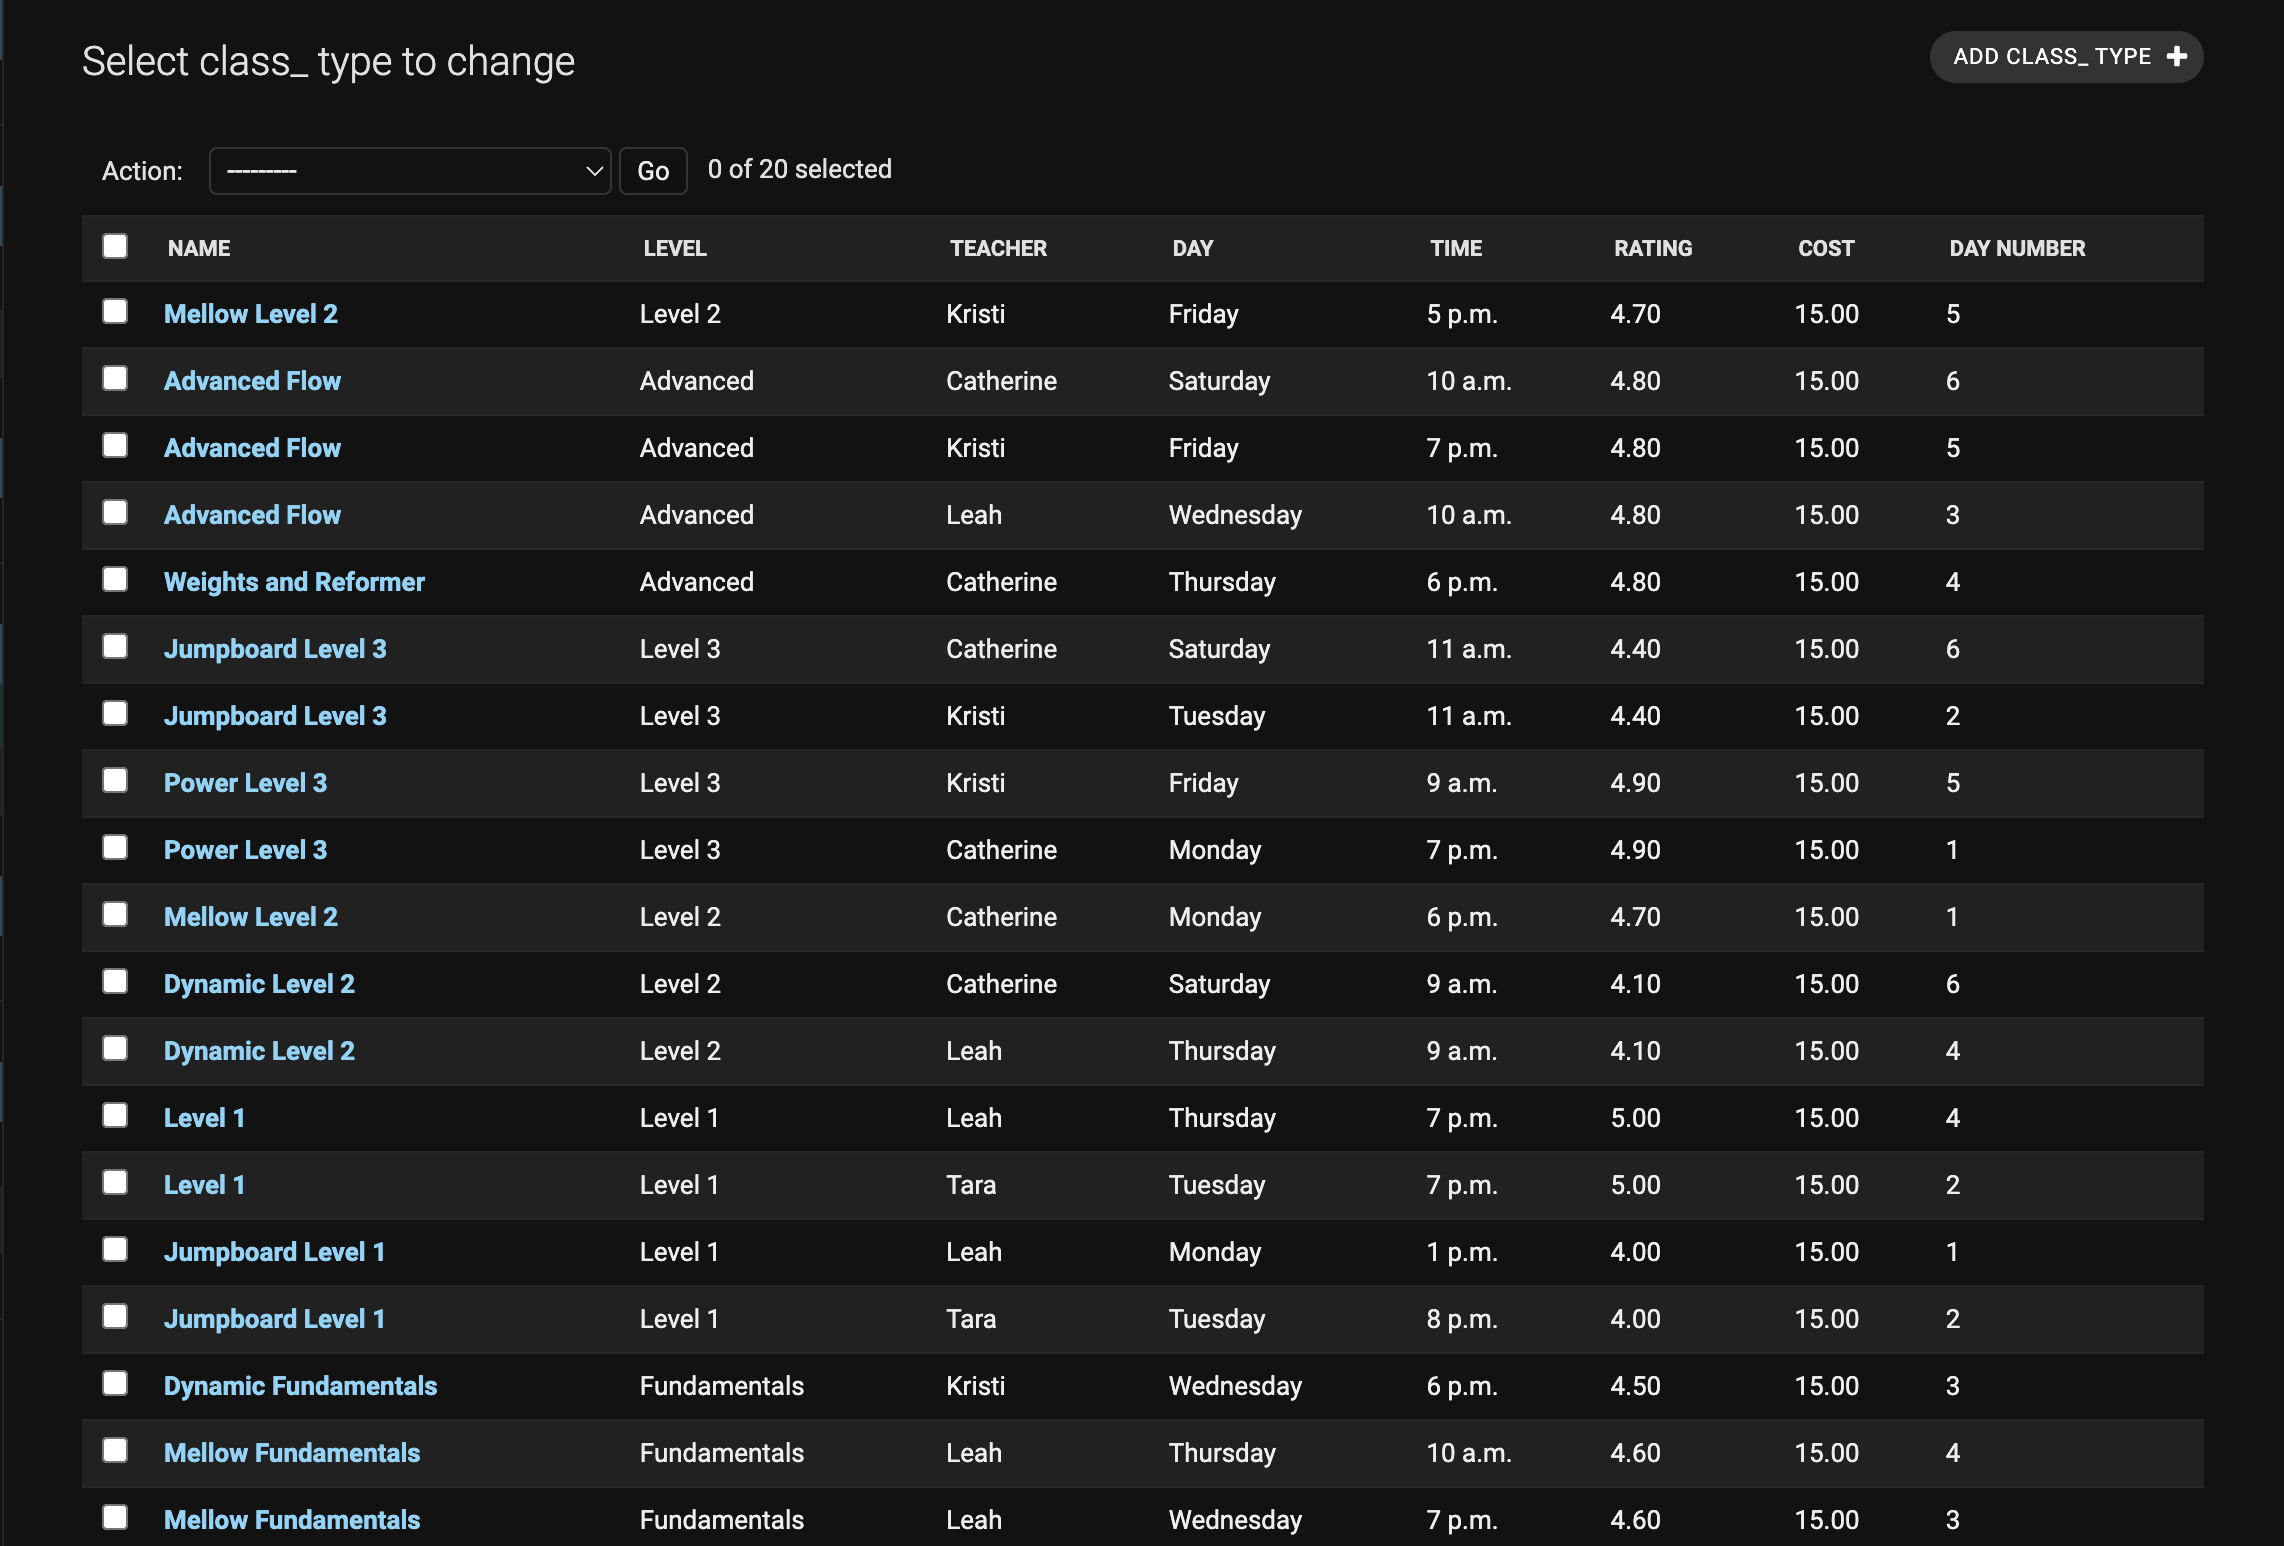 Select class_ type to change
ADD CLASS_ TYPE
Action: --------- Go 0 of 20 selected
NAME LEVEL TEACHER DAY TIME RATING COST DAY NUMBER
Mellow Level 2 Level 2 Kristi Friday 5 p.m. 4.70 15.00 5
Advanced Flow Advanced Catherine Saturday 10 a.m. 4.80 15.00 6
Advanced Flow Advanced Kristi Friday 7 p.m. 4.80 15.00 5
Advanced Flow Advanced Leah Wednesday 10 a.m. 4.80 15.00 3
Weights and Reformer Advanced Catherine Thursday 6 p.m. 4.80 15.00 4
Jumpboard Level 3 Level 3 Catherine Saturday 11 a.m. 4.40 15.00 6
Jumpboard Level 3 Level 3 Kristi Tuesday 11 a.m. 4.40 15.00 2
Power Level 3 Level 3 Kristi Friday 9 a.m. 4.90 15.00 5
Power Level 3 Level 3 Catherine Monday 7 p.m. 4.90 15.00 1
Mellow Level 2 Level 2 Catherine Monday 6 p.m. 4.70 15.00 1
Dynamic Level 2 Level 2 Catherine Saturday 9 a.m. 4.10 15.00 6
Dynamic Level 2 Level 2 Leah Thursday 9 a.m. 4.10 15.00 4
Level 1 Level 1 Leah Thursday 7 p.m. 5.00 15.00 4
Level 1 Level 1 Tara Tuesday 7 p.m. 5.00 15.00 2
Jumpboard Level 1 Level 1 Leah Monday 1 p.m. 4.00 15.00 1
Jumpboard Level 1 Level 1 Tara Tuesday 8 p.m. 4.00 15.00 2
Dynamic Fundamentals Fundamentals Kristi Wednesday 6 p.m. 4.50 15.00 3
Mellow Fundamentals Fundamentals Leah Thursday 10 a.m. 4.60 15.00 4
Mellow Fundamentals Fundamentals Leah Wednesday 7 p.m. 4.60 15.00 3